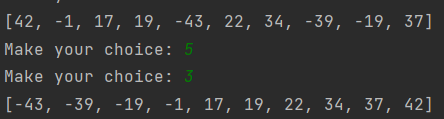 [42, -1, 17, 19, -43, 22, 34, -39, -19, 37]
Make your choice: 5
Make your choice: 3
[-43, -39, -19, -1, 17, 19, 22, 34, 37, 42]